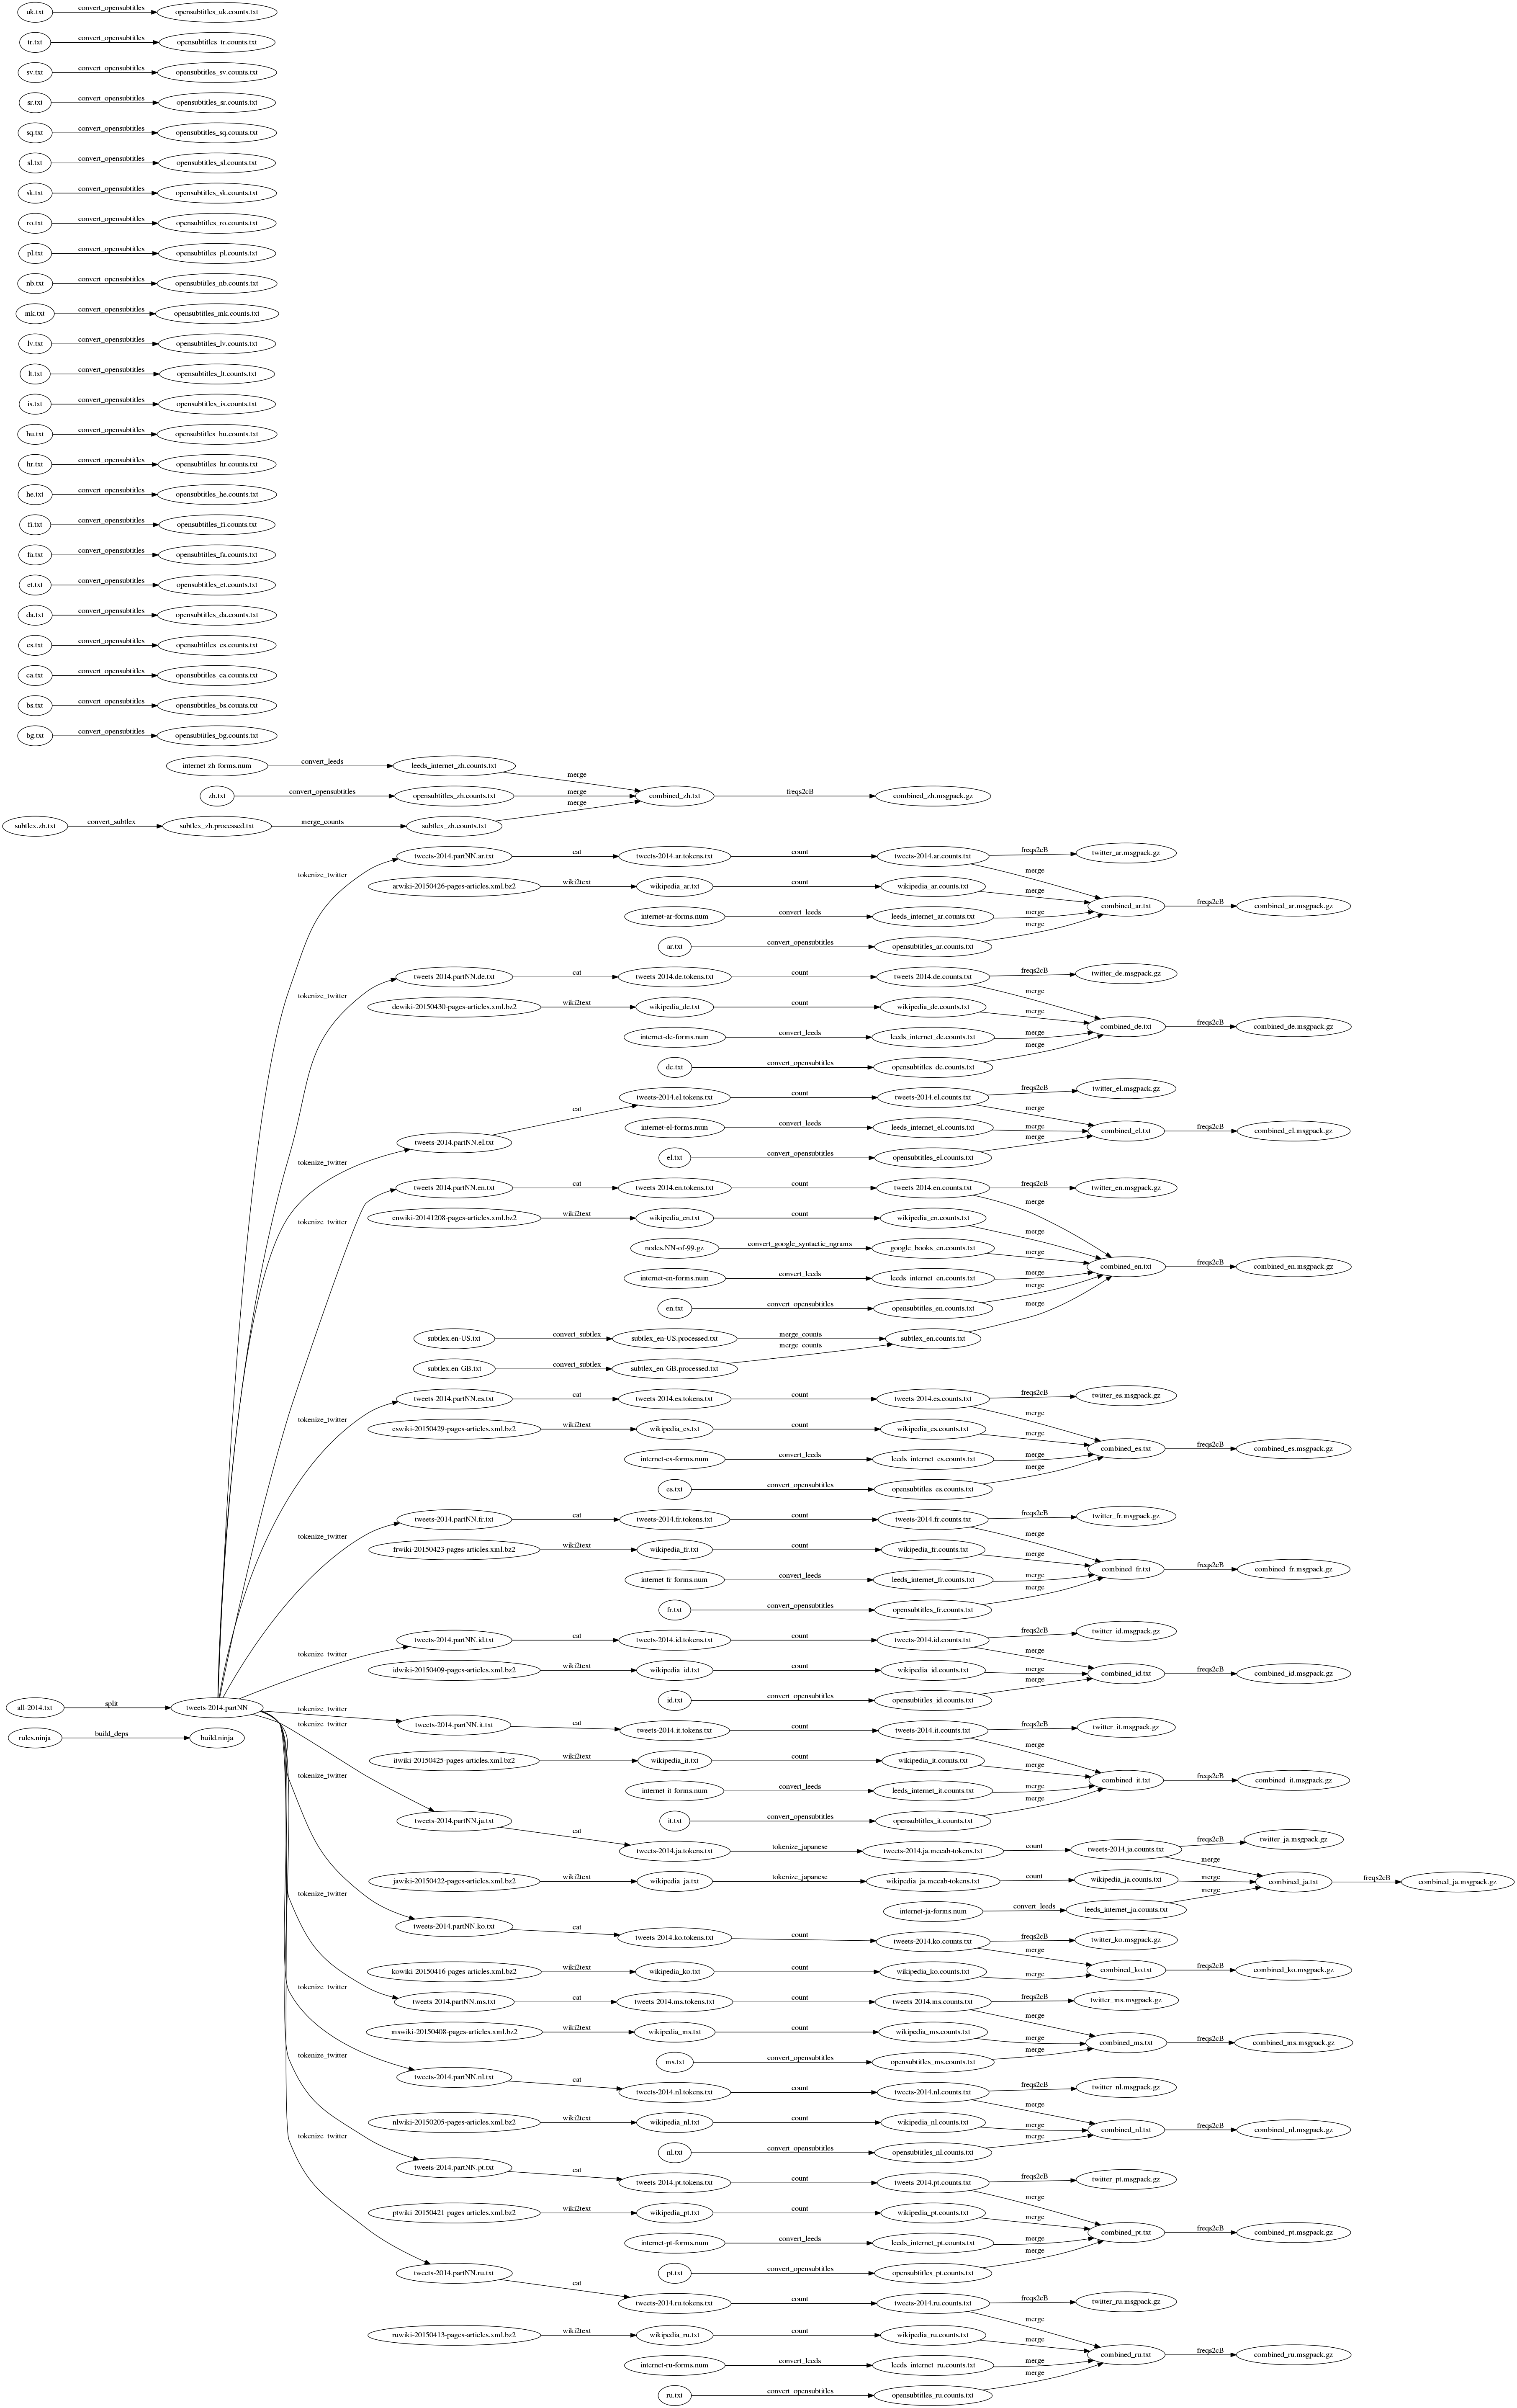 uk.txt convert_opensubtitles opensubtitles_uk.counts.txt
tr.txt convert_opensubtitles opensubtitles_tr.counts.txt
sv.txt convert_opensubtitles opensubtitles_sv.counts.txt
sr.txt convert_opensubtitles opensubtitles_sr.counts.txt
sq.txt convert_opensubtitles opensubtitles_sq.counts.txt
sl.txt convert_opensubtitles opensubtitles_sl.counts.txt
sk.txt convert_opensubtitles opensubtitles_sk.counts.txt
ro.txt convert_opensubtitles opensubtitles_ro.counts.txt
pl.txt convert_opensubtitles opensubtitles_pl.counts.txt
nb.txt convert_opensubtitles opensubtitles_nb.counts.txt
mk.txt convert_opensubtitles opensubtitles_mk.counts.txt
lv.txt convert_opensubtitles opensubtitles_lv.counts.txt
lt.txt convert_opensubtitles opensubtitles_lt.counts.txt
is.txt convert_opensubtitles opensubtitles_is.counts.txt
hu.txt convert_opensubtitles opensubtitles_hu.counts.txt
hr.txt convert_opensubtitles opensubtitles_hr.counts.txt
he.txt convert_opensubtitles opensubtitles_he.counts.txt
fi.txt convert_opensubtitles opensubtitles_fi.counts.txt
fa.txt convert_opensubtitles opensubtitles_fa.counts.txt
et.txt convert_opensubtitles opensubtitles_et.counts.txt
da.txt convert_opensubtitles opensubtitles_da.counts.txt
cs.txt convert_opensubtitles opensubtitles_cs.counts.txt
ca.txt convert_opensubtitles opensubtitles_ca.counts.txt
bs.txt convert_opensubtitles opensubtitles_bs.counts.txt
bg.txt convert_opensubtitles opensubtitles_bg.counts.txt
internet-zh-forms.num convert_leeds leeds_internet_zh.counts.txt merge
zh.txt convert_opensubtitles opensubtitles_zh.counts.txt merge combined_zh.txt freqs2cB combined_zh.msgpack.gz
subtlex.zh.txt convert_subtlex subtlex_zh.processed.txt merge_counts subtlex_zh.counts.txt merge
tokenize_twitter tweets-2014.partNN.ar.txt cat tweets-2014.ar.tokens.txt count tweets-2014.ar.counts.txt freqs2cB twitter_ar.msgpack.gz
merge
arwiki-20150426-pages-articles.xml.bz2 wiki2text wikipedia_ar.txt count wikipedia_ar.counts.txt merge
combined_ar.txt freqs2cB combined_ar.msgpack.gz
internet-ar-forms.num convert_leeds leeds_internet_ar.counts.txt merge
ar.txt convert_opensubtitles opensubtitles_ar.counts.txt merge
tokenize_twitter tweets-2014.partNN.de.txt cat tweets-2014.de.tokens.txt count tweets-2014.de.counts.txt freqs2cB twitter_de.msgpack.gz
merge
dewiki-20150430-pages-articles.xml.bz2 wiki2text wikipedia_de.txt count wikipedia_de.counts.txt merge
combined_de.txt freqs2cB combined_de.msgpack.gz
internet-de-forms.num convert_leeds leeds_internet_de.counts.txt merge
de.txt convert_opensubtitles opensubtitles_de.counts.txt merge
tokenize_twitter tweets-2014.partNN.el.txt cat tweets-2014.el.tokens.txt count tweets-2014.el.counts.txt freqs2cB twitter_el.msgpack.gz
merge
internet-el-forms.num convert_leeds leeds_internet_el.counts.txt merge combined_el.txt freqs2cB combined_el.msgpack.gz
el.txt convert_opensubtitles opensubtitles_el.counts.txt merge
tokenize_twitter tweets-2014.partNN.en.txt cat tweets-2014.en.tokens.txt count tweets-2014.en.counts.txt freqs2cB twitter_en.msgpack.gz
merge
enwiki-20141208-pages-articles.xml.bz2 wiki2text wikipedia_en.txt count wikipedia_en.counts.txt merge
nodes.NN-of-99.gz convert_google_syntactic_ngrams google_books_en.counts.txt merge
combined_en.txt freqs2cB combined_en.msgpack.gz
internet-en-forms.num convert_leeds leeds_internet_en.counts.txt merge
en.txt convert_opensubtitles opensubtitles_en.counts.txt merge
merge
subtlex.en-US.txt convert_subtlex subtlex_en-US.processed.txt merge_counts subtlex_en.counts.txt
subtlex.en-GB.txt convert_subtlex subtlex_en-GB.processed.txt merge_counts
tokenize_twitter tweets-2014.partNN.es.txt cat tweets-2014.es.tokens.txt count tweets-2014.es.counts.txt freqs2cB twitter_es.msgpack.gz
merge
eswiki-20150429-pages-articles.xml.bz2 wiki2text wikipedia_es.txt count wikipedia_es.counts.txt merge
combined_es.txt freqs2cB combined_es.msgpack.gz
internet-es-forms.num convert_leeds leeds_internet_es.counts.txt merge
es.txt convert_opensubtitles opensubtitles_es.counts.txt merge
tokenize_twitter tweets-2014.partNN.fr.txt cat tweets-2014.fr.tokens.txt count tweets-2014.fr.counts.txt freqs2cB twitter_fr.msgpack.gz
merge
frwiki-20150423-pages-articles.xml.bz2 wiki2text wikipedia_fr.txt count wikipedia_fr.counts.txt merge
combined_fr.txt freqs2cB combined_fr.msgpack.gz
internet-fr-forms.num convert_leeds leeds_internet_fr.counts.txt merge
fr.txt convert_opensubtitles opensubtitles_fr.counts.txt merge
tokenize_twitter tweets-2014.partNN.id.txt cat tweets-2014.id.tokens.txt count tweets-2014.id.counts.txt freqs2cB twitter_id.msgpack.gz
merge
idwiki-20150409-pages-articles.xml.bz2 wiki2text wikipedia_id.txt count wikipedia_id.counts.txt merge combined_id.txt freqs2cB combined_id.msgpack.gz
id.txt convert_opensubtitles opensubtitles_id.counts.txt merge
all-2014.txt split tweets-2014.partNN
rules.ninja build_deps build.ninja
tokenize_twitter tweets-2014.partNN.it.txt cat tweets-2014.it.tokens.txt count tweets-2014.it.counts.txt freqs2cB twitter_it.msgpack.gz
merge
itwiki-20150425-pages-articles.xml.bz2 wiki2text wikipedia_it.txt count wikipedia_it.counts.txt merge
combined_it.txt freqs2cB combined_it.msgpack.gz
internet-it-forms.num convert_leeds leeds_internet_it.counts.txt merge
it.txt convert_opensubtitles opensubtitles_it.counts.txt merge
tokenize_twitter
tokenize_twitter tweets-2014.partNN.ja.txt cat tweets-2014.ja.tokens.txt tokenize_japanese tweets-2014.ja.mecab-tokens.txt count tweets-2014.ja.counts.txt freqs2cB twitter_ja.msgpack.gz
merge
jawiki-20150422-pages-articles.xml.bz2 wiki2text wikipedia_ja.txt tokenize_japanese wikipedia_ja.mecab-tokens.txt count wikipedia_ja.counts.txt merge combined_ja.txt freqs2cB combined_ja.msgpack.gz
internet-ja-forms.num convert_leeds leeds_internet_ja.counts.txt merge
tokenize_twitter tweets-2014.partNN.ko.txt cat tweets-2014.ko.tokens.txt count tweets-2014.ko.counts.txt freqs2cB twitter_ko.msgpack.gz
merge
kowiki-20150416-pages-articles.xml.bz2 wiki2text wikipedia_ko.txt count wikipedia_ko.counts.txt merge combined_ko.txt freqs2cB combined_ko.msgpack.gz
tokenize_twitter tweets-2014.partNN.ms.txt cat tweets-2014.ms.tokens.txt count tweets-2014.ms.counts.txt freqs2cB twitter_ms.msgpack.gz
merge
mswiki-20150408-pages-articles.xml.bz2 wiki2text wikipedia_ms.txt count wikipedia_ms.counts.txt merge combined_ms.txt freqs2cB combined_ms.msgpack.gz
ms.txt convert_opensubtitles opensubtitles_ms.counts.txt merge
tokenize_twitter tweets-2014.partNN.nl.txt cat tweets-2014.nl.tokens.txt count tweets-2014.nl.counts.txt freqs2cB twitter_nl.msgpack.gz
merge
nlwiki-20150205-pages-articles.xml.bz2 wiki2text wikipedia_nl.txt count wikipedia_nl.counts.txt merge combined_nl.txt freqs2cB combined_nl.msgpack.gz
nl.txt convert_opensubtitles opensubtitles_nl.counts.txt merge
tokenize_twitter tweets-2014.partNN.pt.txt cat tweets-2014.pt.tokens.txt count tweets-2014.pt.counts.txt freqs2cB twitter_pt.msgpack.gz
merge
ptwiki-20150421-pages-articles.xml.bz2 wiki2text wikipedia_pt.txt count wikipedia_pt.counts.txt merge
combined_pt.txt freqs2cB combined_pt.msgpack.gz
internet-pt-forms.num convert_leeds leeds_internet_pt.counts.txt merge
pt.txt convert_opensubtitles opensubtitles_pt.counts.txt merge
tweets-2014.partNN.ru.txt cat tweets-2014.ru.tokens.txt count tweets-2014.ru.counts.txt freqs2cB twitter_ru.msgpack.gz
merge
ruwiki-20150413-pages-articles.xml.bz2 wiki2text wikipedia_ru.txt count wikipedia_ru.counts.txt merge
combined_ru.txt freqs2cB combined_ru.msgpack.gz
internet-ru-forms.num convert_leeds leeds_internet_ru.counts.txt merge
ru.txt convert_opensubtitles opensubtitles_ru.counts.txt merge